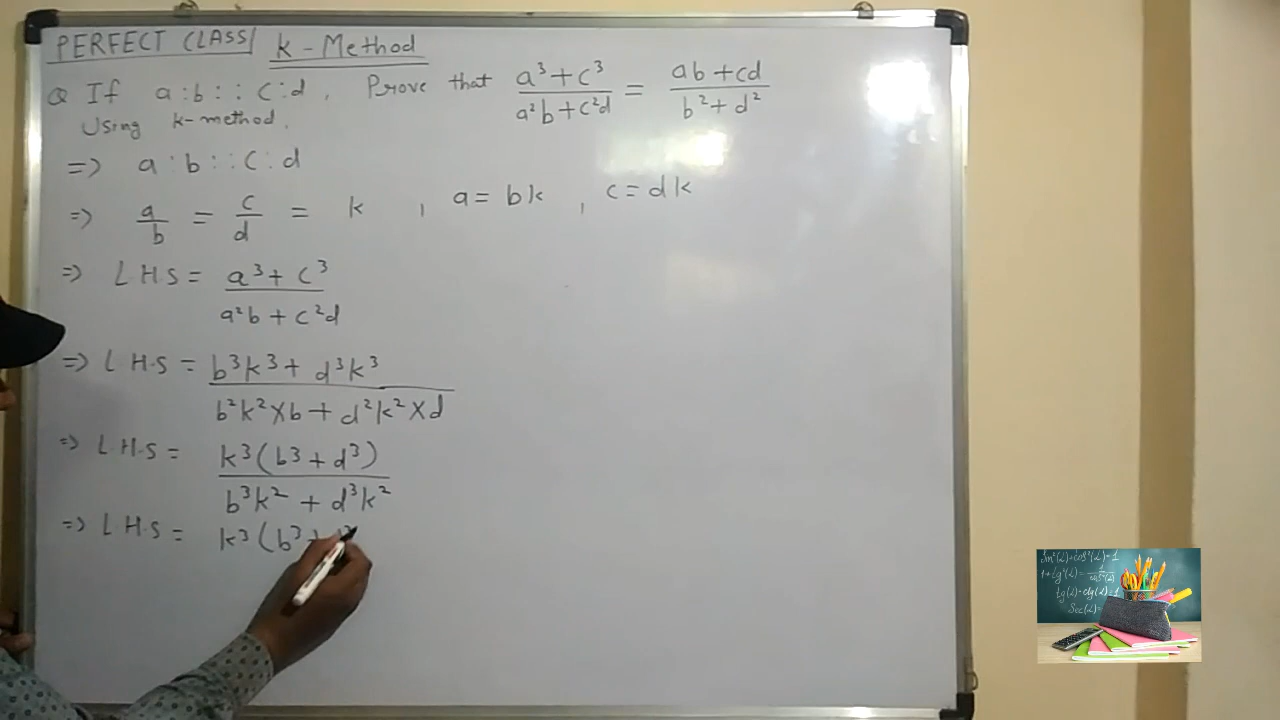 PERFECT CLASS K-Method
Q If a:b::c:d, Prove that a³+c³/a²b+c²d = ab+cd/b²+d²
Using k-method.
=> a:b::c:d
=> a/b = c/d = k , a=bk , c=dk
=> L.H.S = a³+c³/a²b+c²d
=> L.H.S = b³k³+d³k³/b²k²×b+d²k²×d
=> L.H.S = k³(b³+d³)/b³k²+d³k²
=> L.H.S = k³(b³+